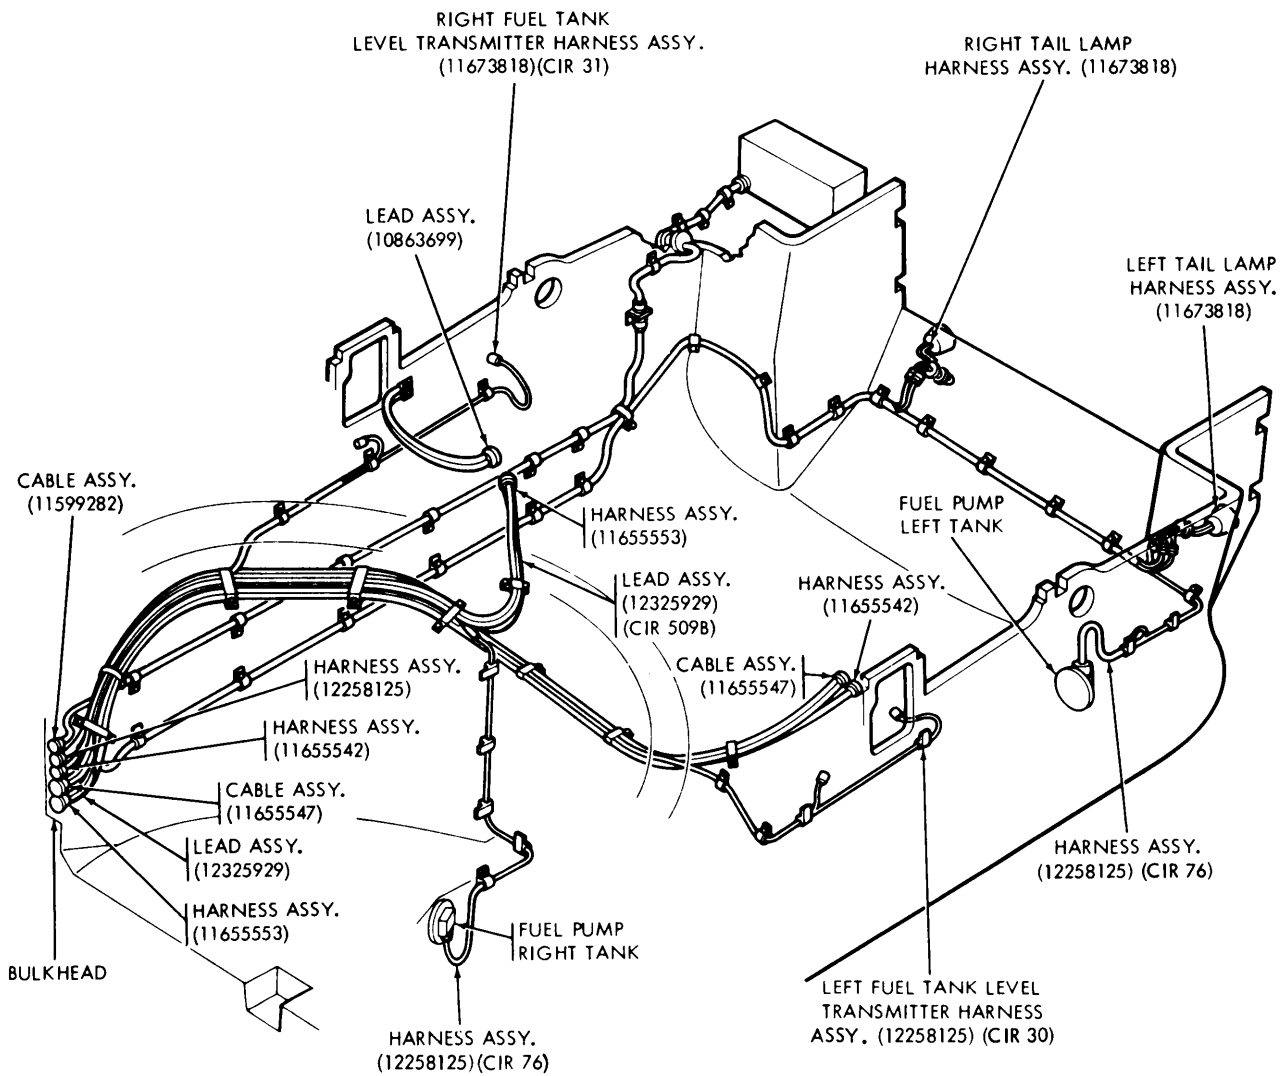 RIGHT FUEL TANK
LEVEL TRANSMITTER HARNESS ASSY.
(11673818)(CIR 31)
RIGHT TAIL LAMP
HARNESS ASSY. (11673818)
LEAD ASSY.
(10863699)
LEFT TAIL LAMP
HARNESS ASSY.
(11673818)
CABLE ASSY.
(11599282)
HARNESS ASSY.
(11655553)
FUEL PUMP
LEFT TANK
LEAD ASSY.
(12325929)
(CIR 509B)
HARNESS ASSY.
(11655542)
CABLE ASSY.
(11655547)
HARNESS ASSY.
(12258125)
HARNESS ASSY.
(11655542)
CABLE ASSY.
(11655547)
LEAD ASSY.
(12325929)
HARNESS ASSY.
(11655553)
BULKHEAD
FUEL PUMP
RIGHT TANK
HARNESS ASSY.
(12258125) (CIR 76)
LEFT FUEL TANK LEVEL
TRANSMITTER HARNESS
ASSY. (12258125) (CIR 30)
HARNESS ASSY.
(12258125)(CIR 76)